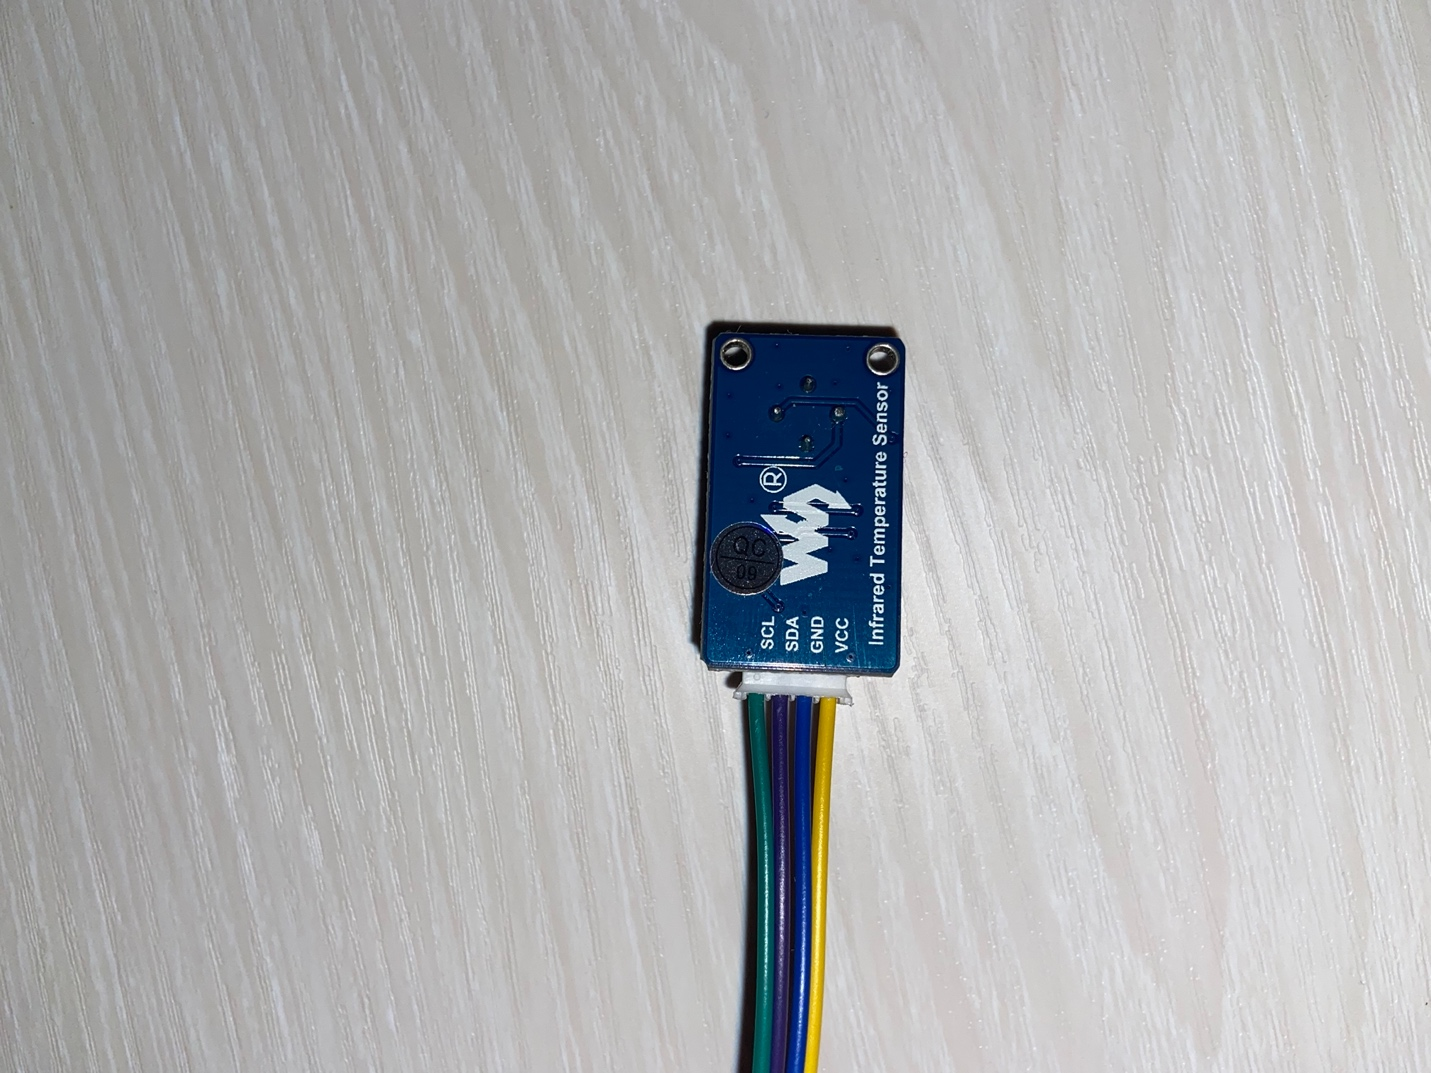 Infrared Temperature Sensor
®
QC
09
SCL
SDA
GND
VCC